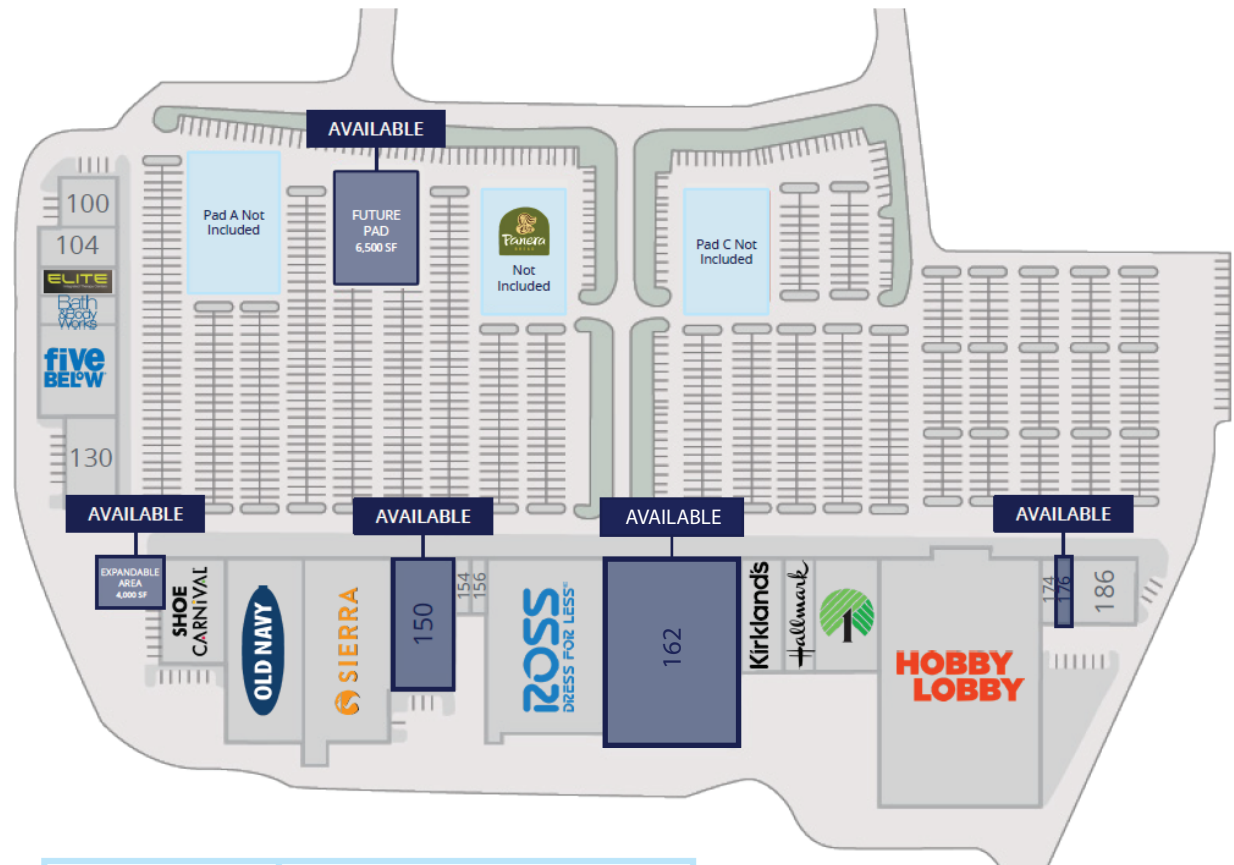 AVAILABLE
Pad A Not
Included
FUTURE
PAD
6,500 SF
Panera
BREAD
Not
Included
Pad C Not
Included
100
104
ELITE
Bath
&Body
Works
five
BELOW
130
AVAILABLE
AVAILABLE
AVAILABLE
AVAILABLE
EXPANDABLE
AREA
4,000 SF
SHOE
CARNIVAL
OLD NAVY
SIERRA
150
154
156
ROSS
DRESS FOR LESS
162
Kirkland's
Hallmark
1
HOBBY
LOBBY
174
176
186